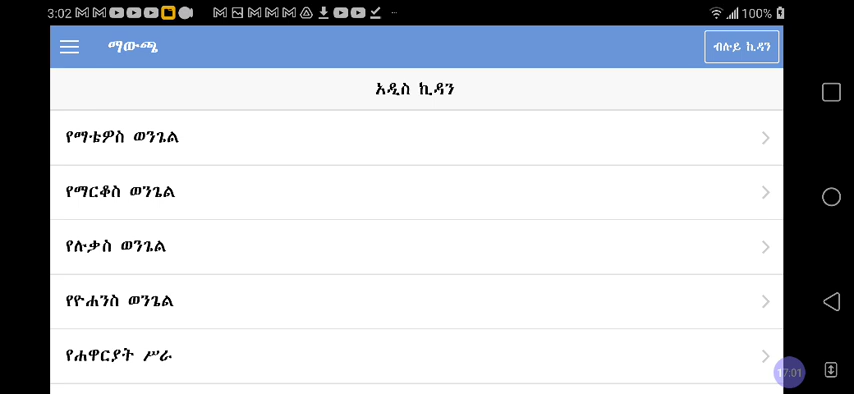 3:02 100%
ማውጫ ብሉይ ኪዳን
አዲስ ኪዳን
የማቴዎስ ወንጌል
የማርቆስ ወንጌል
የሉቃስ ወንጌል
የዮሐንስ ወንጌል
የሐዋርያት ሥራ
17:01